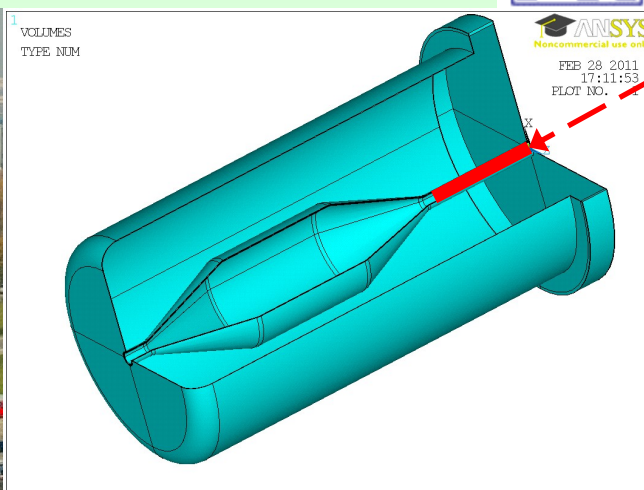 1
VOLUMES
TYPE NUM
ANSYS
Noncommercial use only
FEB 28 2011
17:11:53
PLOT NO.
X